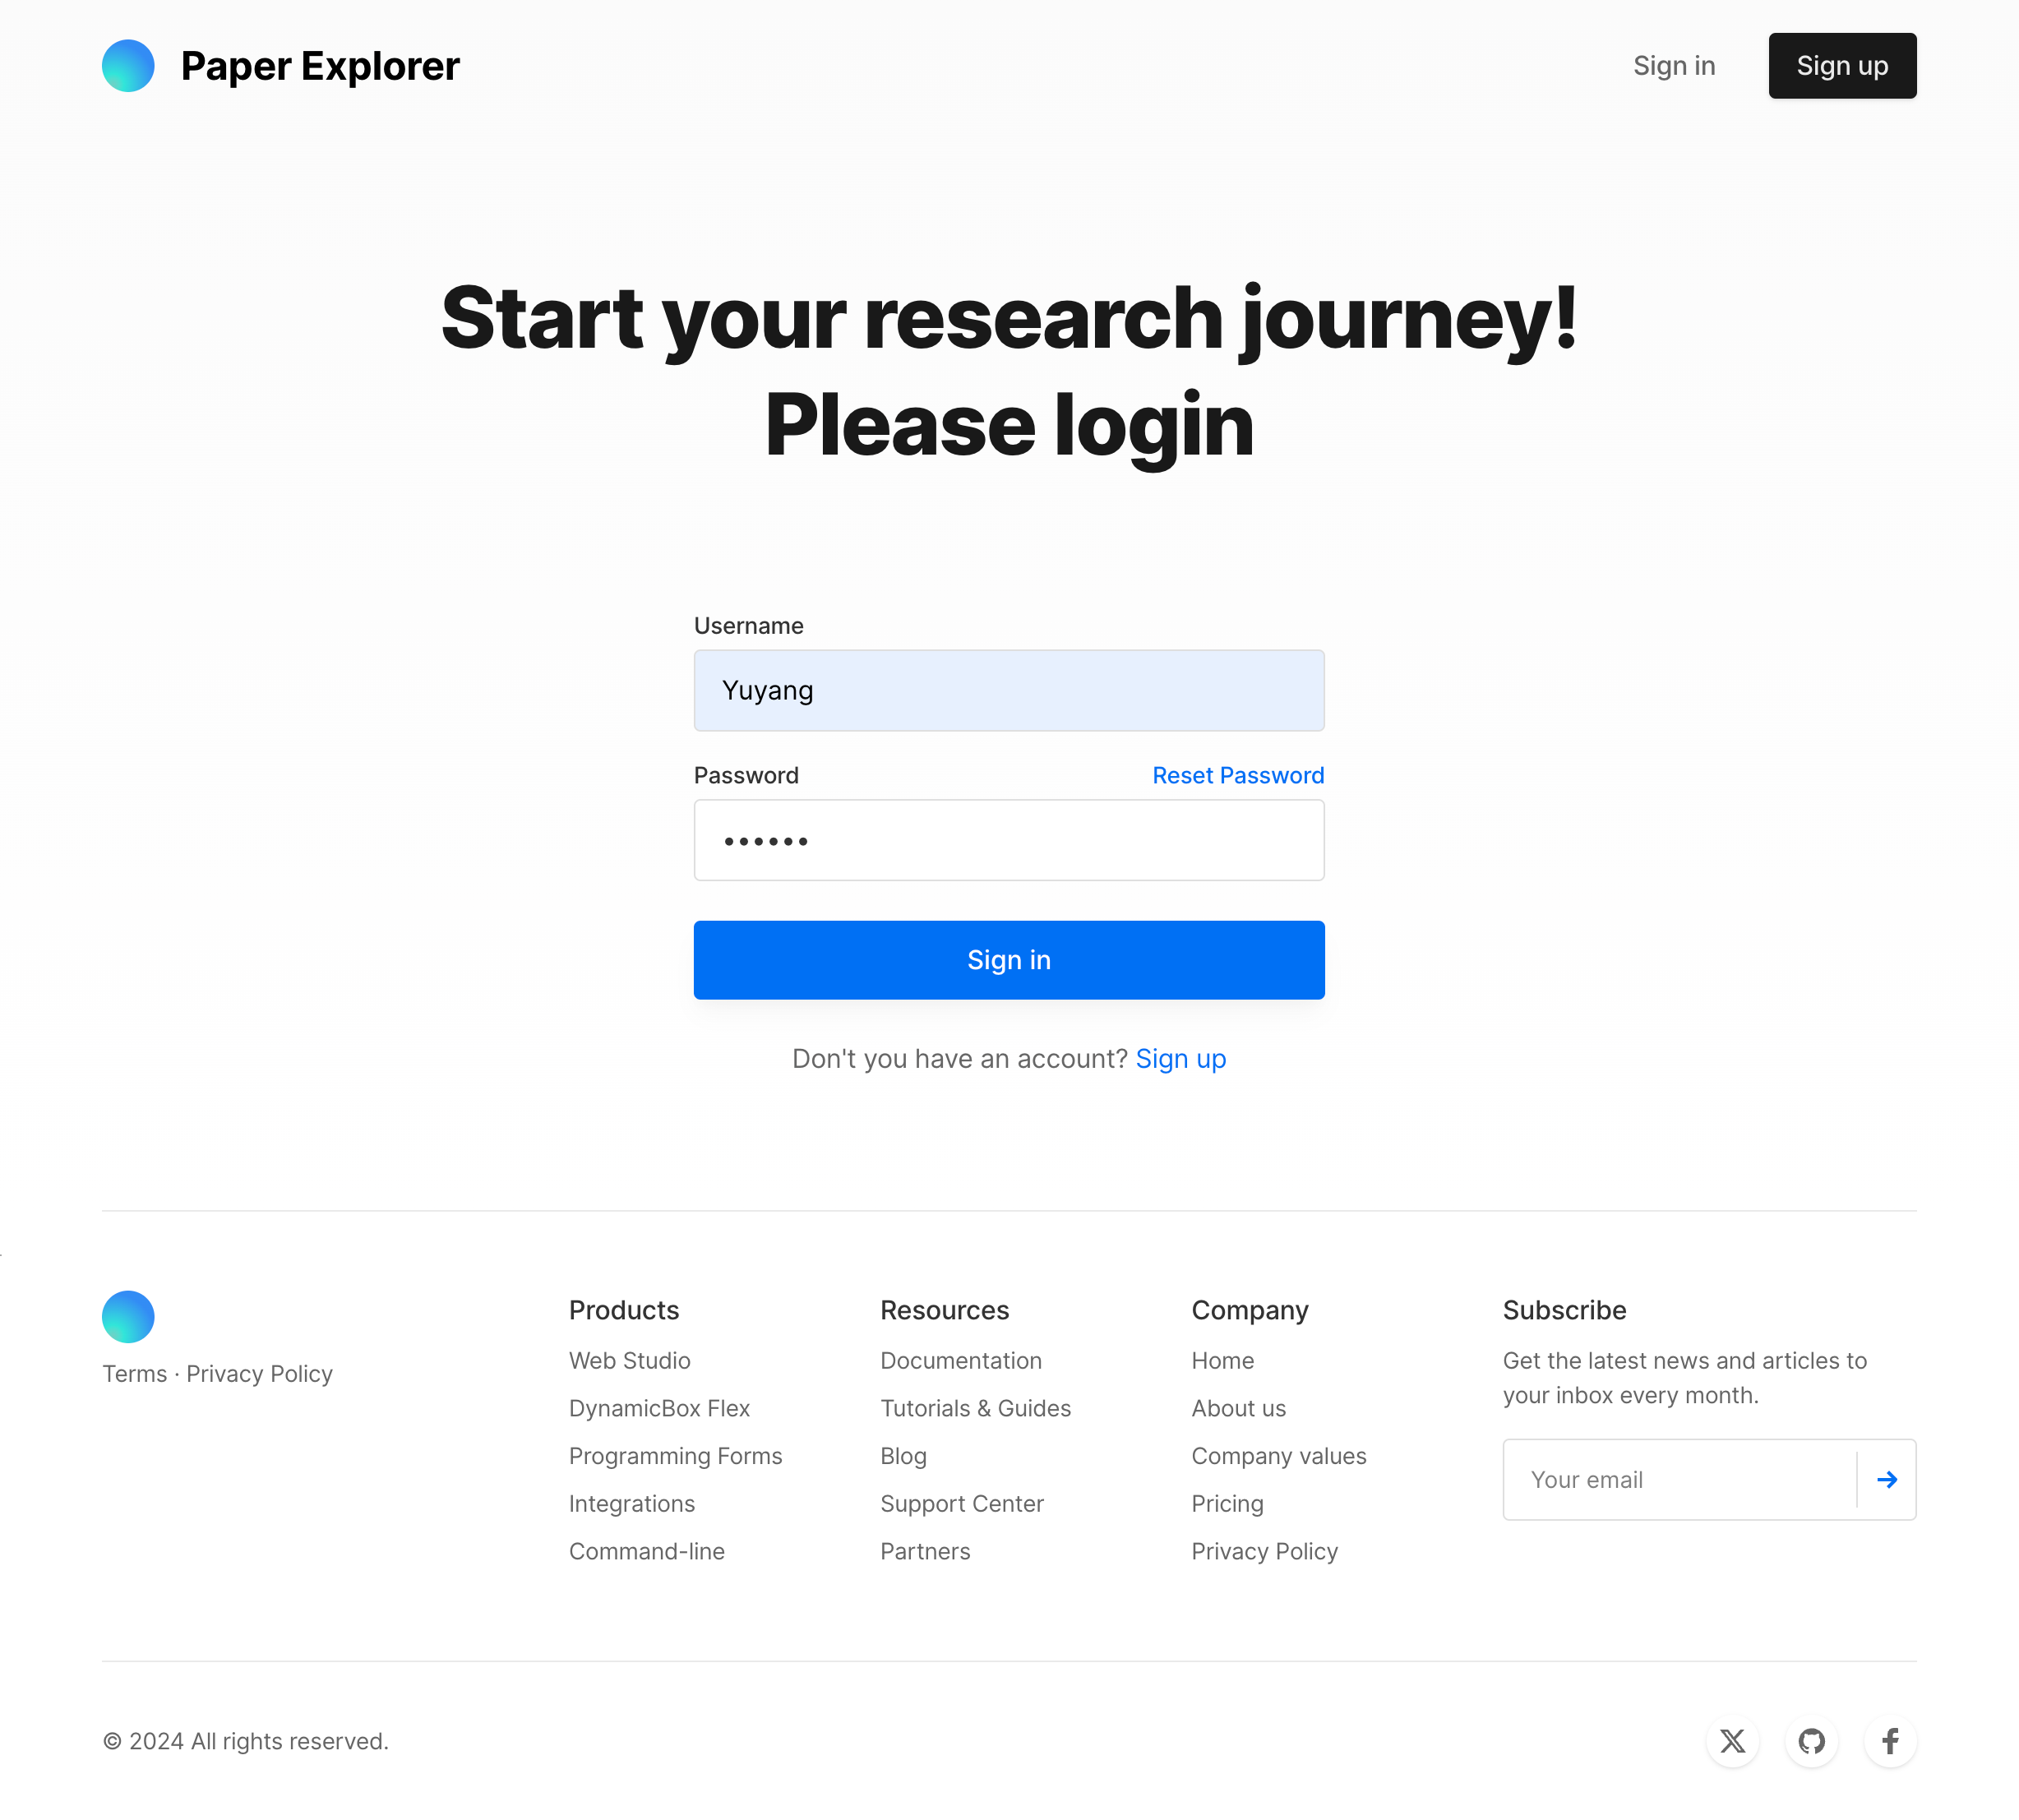 Paper Explorer
Sign in
Sign up
Start your research journey!
Please login
Username
Yuyang
Password
Reset Password
••••••
Sign in
Don't you have an account? Sign up
Terms · Privacy Policy
Products
Web Studio
DynamicBox Flex
Programming Forms
Integrations
Command-line
Resources
Documentation
Tutorials & Guides
Blog
Support Center
Partners
Company
Home
About us
Company values
Pricing
Privacy Policy
Subscribe
Get the latest news and articles to
your inbox every month.
Your email
© 2024 All rights reserved.